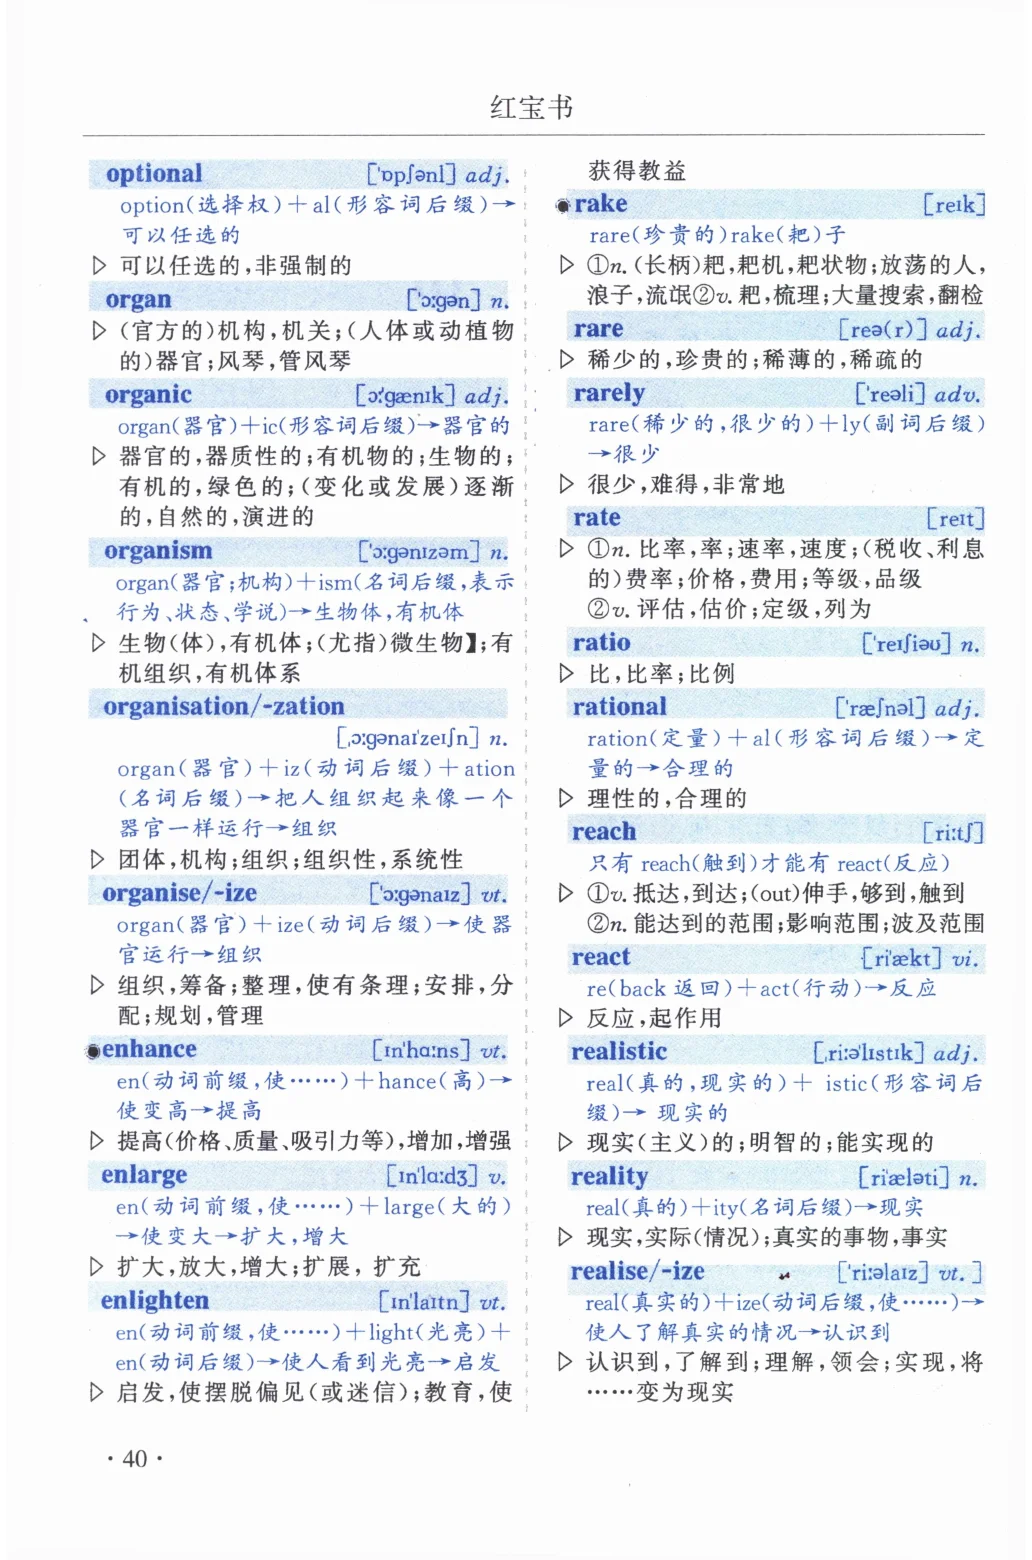 红宝书
optional ['ɒpʃənl] adj.
option(选择权)＋al(形容词后缀)→
可以任选的
▷ 可以任选的,非强制的
organ ['ɔːgən] n.
▷ (官方的)机构,机关;(人体或动植物
的)器官;风琴,管风琴
organic [ɔː'gænɪk] adj.
organ(器官)＋ic(形容词后缀)→器官的
▷ 器官的,器质性的;有机物的;生物的;
有机的,绿色的;(变化或发展)逐渐
的,自然的,演进的
organism ['ɔːgənɪzəm] n.
organ(器官;机构)＋ism(名词后缀,表示
行为、状态、学说)→生物体,有机体
▷ 生物(体),有机体;(尤指)微生物】;有
机组织,有机体系
organisation/-zation
[ˌɔːgənaɪ'zeɪʃn] n.
organ(器官)＋iz(动词后缀)＋ation
(名词后缀)→把人组织起来像一个
器官一样运行→组织
▷ 团体,机构;组织;组织性,系统性
organise/-ize ['ɔːgənaɪz] vt.
organ(器官)＋ize(动词后缀)→使器
官运行→组织
▷ 组织,筹备;整理,使有条理;安排,分
配;规划,管理
enhance [ɪn'hɑːns] vt.
en(动词前缀,使……)＋hance(高)→
使变高→提高
▷ 提高(价格、质量、吸引力等),增加,增强
enlarge [ɪn'lɑːdʒ] v.
en(动词前缀,使……)＋large(大的)
→使变大→扩大,增大
▷ 扩大,放大,增大;扩展,扩充
enlighten [ɪn'laɪtn] vt.
en(动词前缀,使……)＋light(光亮)＋
en(动词后缀)→使人看到光亮→启发
▷ 启发,使摆脱偏见(或迷信);教育,使
获得教益
rake [reɪk]
rare(珍贵的)rake(耙)子
▷ ①n.(长柄)耙,耙机,耙状物;放荡的人,
浪子,流氓②v.耙,梳理;大量搜索,翻检
rare [reə(r)] adj.
▷ 稀少的,珍贵的;稀薄的,稀疏的
rarely ['reəli] adv.
rare(稀少的,很少的)＋ly(副词后缀)
→很少
▷ 很少,难得,非常地
rate [reɪt]
▷ ①n.比率,率;速率,速度;(税收、利息
的)费率;价格,费用;等级,品级
②v.评估,估价;定级,列为
ratio ['reɪʃiəʊ] n.
▷ 比,比率;比例
rational ['ræʃnəl] adj.
ration(定量)＋al(形容词后缀)→定
量的→合理的
▷ 理性的,合理的
reach [riːtʃ]
只有 reach(触到)才能有 react(反应)
▷ ①v.抵达,到达;(out)伸手,够到,触到
②n.能达到的范围;影响范围;波及范围
react [ri'ækt] vi.
re(back 返回)＋act(行动)→反应
▷ 反应,起作用
realistic [ˌriːə'lɪstɪk] adj.
real(真的,现实的)＋ istic(形容词后
缀)→ 现实的
▷ 现实(主义)的;明智的;能实现的
reality [ri'æləti] n.
real(真的)＋ity(名词后缀)→现实
▷ 现实,实际(情况);真实的事物,事实
realise/-ize ['riːəlaɪz] vt. ]
real(真实的)＋ize(动词后缀,使……)→
使人了解真实的情况→认识到
▷ 认识到,了解到;理解,领会;实现,将
……变为现实
· 40 ·